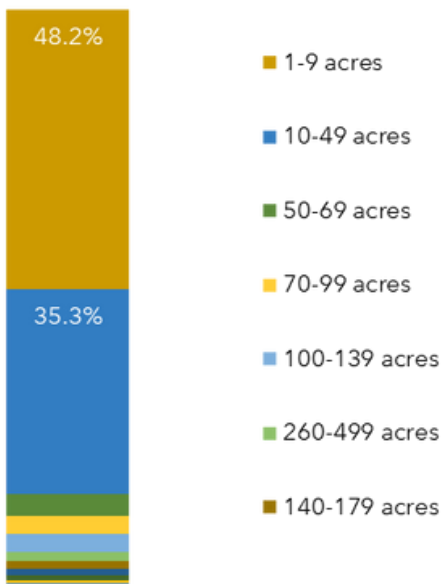 48.2%
1-9 acres
10-49 acres
50-69 acres
70-99 acres
35.3%
100-139 acres
260-499 acres
140-179 acres